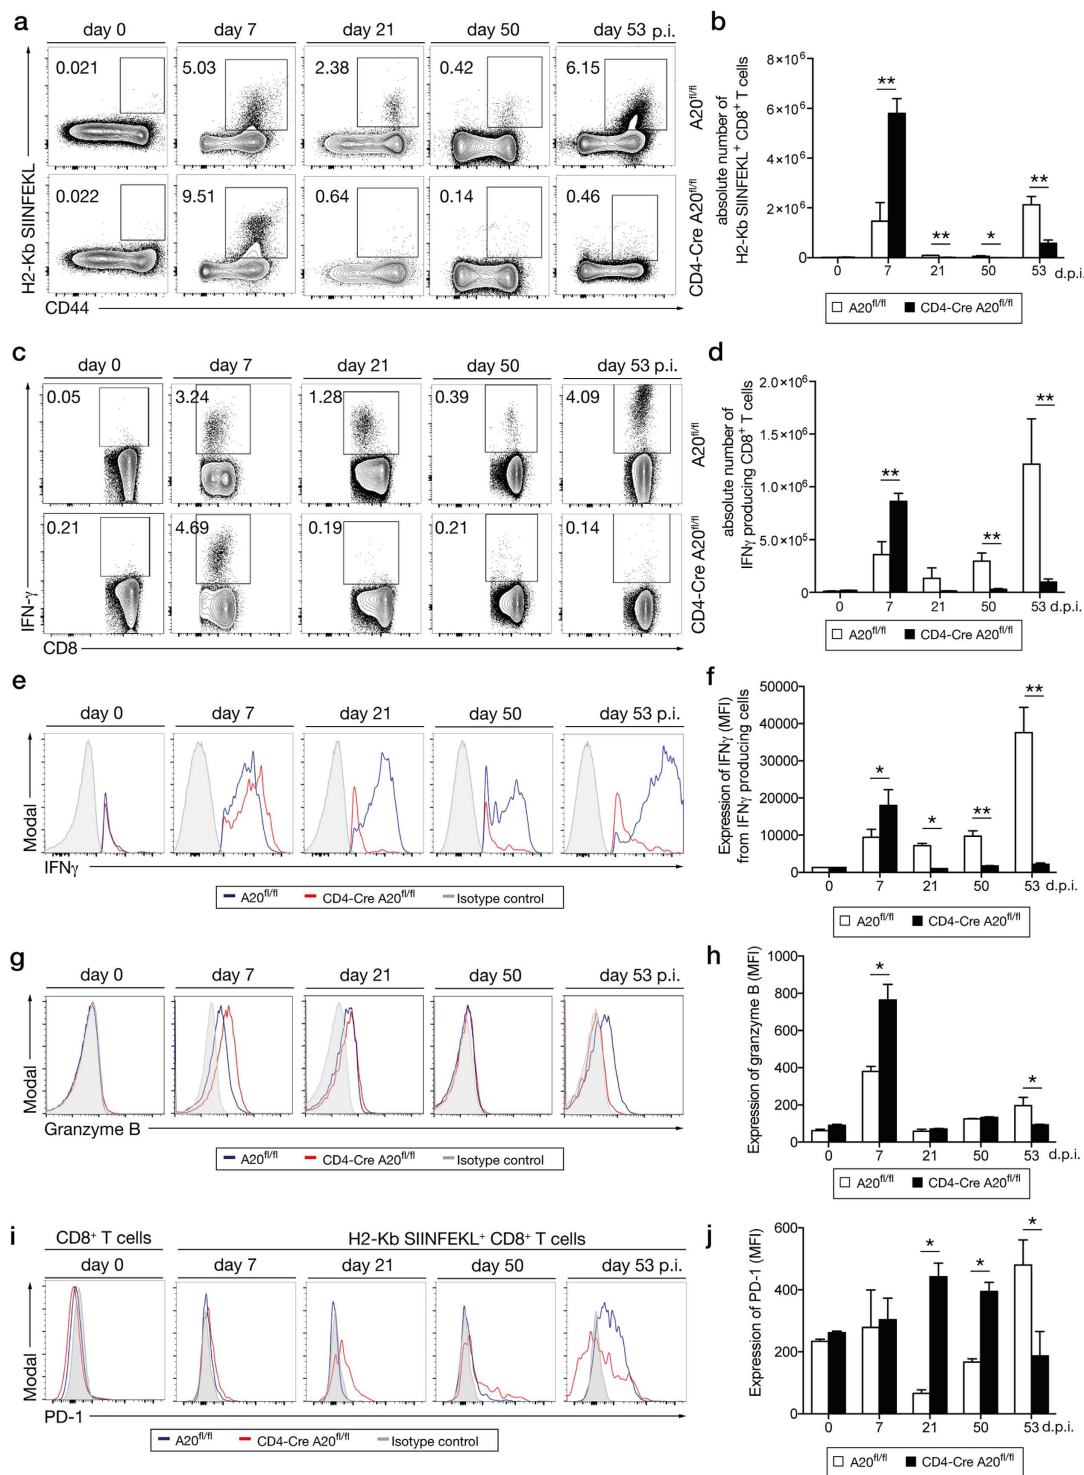 a
day 0
day 7
day 21
day 50
day 53 p.i.
0.021
5.03
2.38
0.42
6.15
A20fl/fl
0.022
9.51
0.64
0.14
0.46
CD4-Cre A20fl/fl
H2-Kb SIINFEKL
CD44
b
absolute number of
H2-Kb SIINFEKL+ CD8+ T cells
8×10⁶
6×10⁶
4×10⁶
2×10⁶
0
**
**
*
**
0 7 21 50 53 d.p.i.
A20fl/fl CD4-Cre A20fl/fl
c
day 0
day 7
day 21
day 50
day 53 p.i.
0.05
3.24
1.28
0.39
4.09
A20fl/fl
0.21
4.69
0.19
0.21
0.14
CD4-Cre A20fl/fl
IFN-γ
CD8
d
absolute number of
IFNγ producing CD8+ T cells
2.0×10⁶
1.5×10⁶
1.0×10⁶
5.0×10⁵
0
**
**
**
0 7 21 50 53 d.p.i.
A20fl/fl CD4-Cre A20fl/fl
e
day 0
day 7
day 21
day 50
day 53 p.i.
Modal
IFNγ
A20fl/fl CD4-Cre A20fl/fl Isotype control
f
Expression of IFNγ (MFI)
from IFNγ producing cells
50000
40000
30000
20000
10000
0
*
*
**
**
0 7 21 50 53 d.p.i.
A20fl/fl CD4-Cre A20fl/fl
g
day 0
day 7
day 21
day 50
day 53 p.i.
Modal
Granzyme B
A20fl/fl CD4-Cre A20fl/fl Isotype control
h
Expression of granzyme B (MFI)
1000
800
600
400
200
0
*
*
0 7 21 50 53 d.p.i.
A20fl/fl CD4-Cre A20fl/fl
i
CD8+ T cells
H2-Kb SIINFEKL+ CD8+ T cells
day 0
day 7
day 21
day 50
day 53 p.i.
Modal
PD-1
A20fl/fl CD4-Cre A20fl/fl Isotype control
j
Expression of PD-1 (MFI)
600
400
200
0
*
*
*
0 7 21 50 53 d.p.i.
A20fl/fl CD4-Cre A20fl/fl